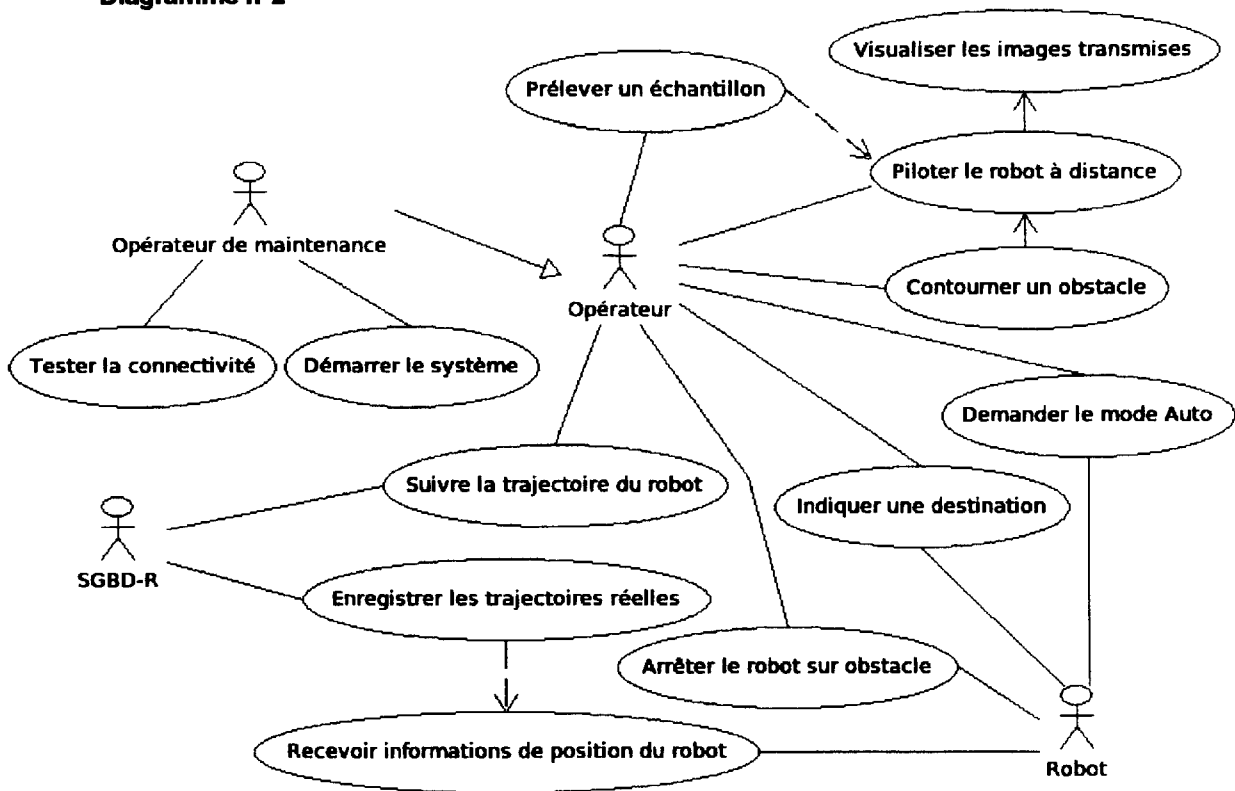 Diagramme n°2
Visualiser les images transmises
Prélever un échantillon
Piloter le robot à distance
Opérateur de maintenance
Contourner un obstacle
Opérateur
Tester la connectivité
Démarrer le système
Demander le mode Auto
Suivre la trajectoire du robot
Indiquer une destination
SGBD-R
Enregistrer les trajectoires réelles
Arrêter le robot sur obstacle
Recevoir informations de position du robot
Robot